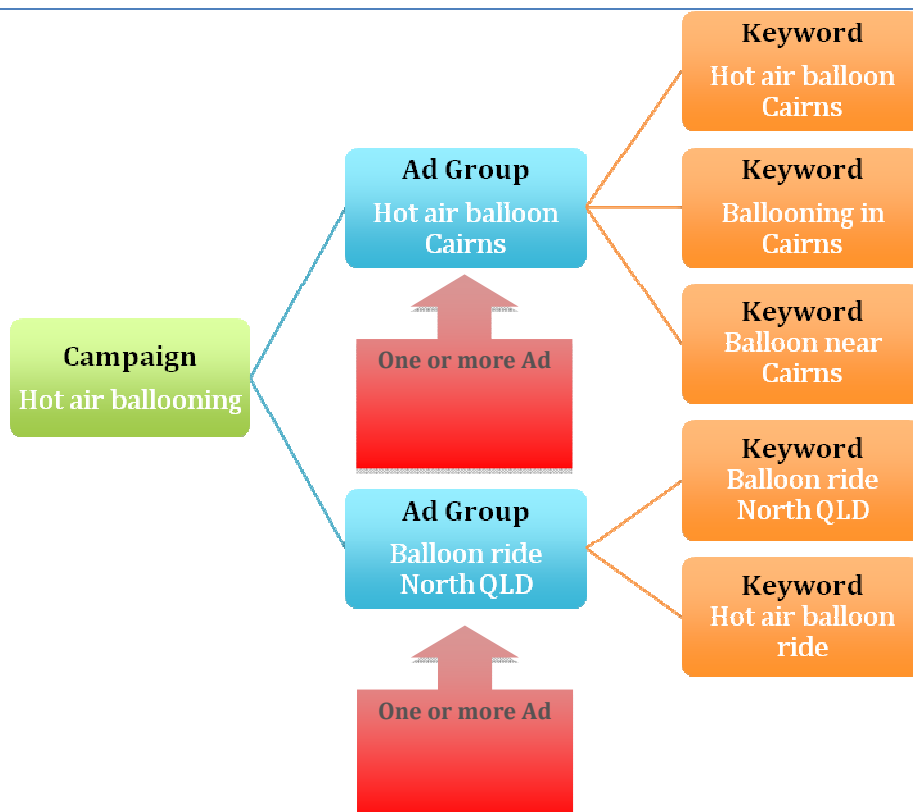 Campaign
Hot air ballooning
Ad Group
Hot air balloon
Cairns
One or more Ad
Ad Group
Balloon ride
North QLD
One or more Ad
Keyword
Hot air balloon
Cairns
Keyword
Ballooning in
Cairns
Keyword
Balloon near
Cairns
Keyword
Balloon ride
North QLD
Keyword
Hot air balloon
ride